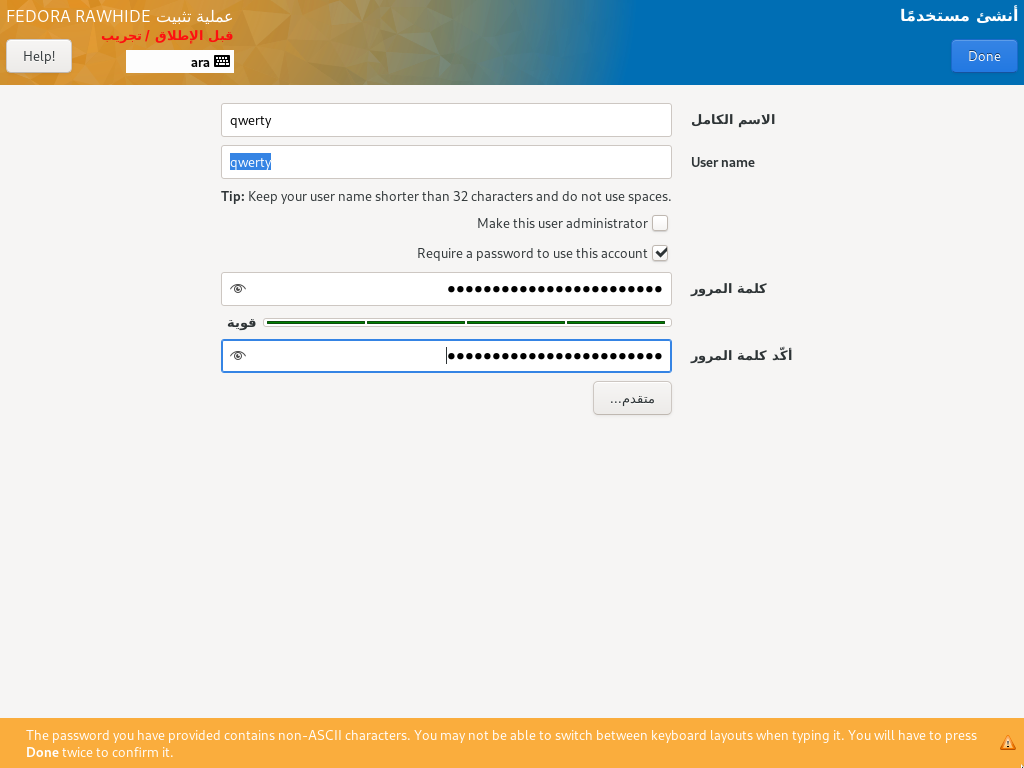 أنشئ مستخدمًا
Done
عملية تثبيت FEDORA RAWHIDE
قبل الإطلاق / تجريب
ara
Help!
الاسم الكامل
qwerty
User name
qwerty
Tip: Keep your user name shorter than 32 characters and do not use spaces.
Make this user administrator
Require a password to use this account
كلمة المرور
●●●●●●●●●●●●●●●●●●●●●●●●
قوية
أكّد كلمة المرور
●●●●●●●●●●●●●●●●●●●●●●●●
متقدم...
The password you have provided contains non-ASCII characters. You may not be able to switch between keyboard layouts when typing it. You will have to press
Done twice to confirm it.